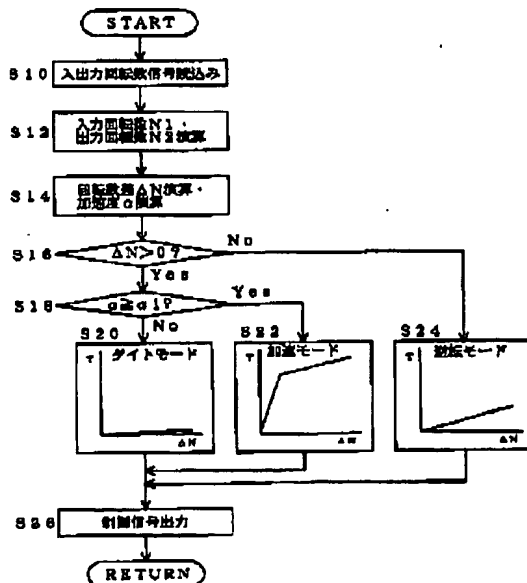 START
S10 入出力回転数信号読込み
S12 入力回転数N1・
出力回転数N2演算
S14 回転数差ΔN演算・
加速度α演算
S16 ΔN≧0?
No
Yes
S18 α≧α1?
Yes
No
S20 タイトモード
T
ΔN
S22 加速モード
T
ΔN
S24 逆転モード
T
ΔN
S26 制御信号出力
RETURN